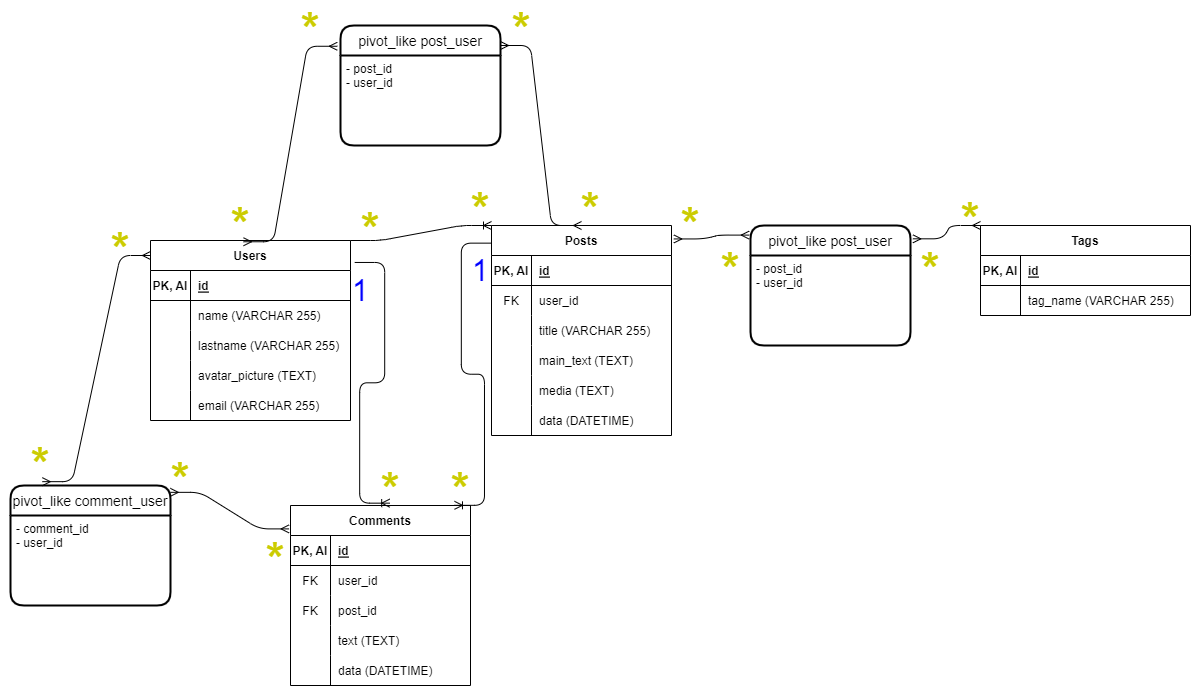 *
*
pivot_like post_user
- post_id
- user_id
*
*
*
*
*
*
*
*
*
1
1
Users
PK, AI id
name (VARCHAR 255)
lastname (VARCHAR 255)
avatar_picture (TEXT)
email (VARCHAR 255)
Posts
PK, AI id
FK user_id
title (VARCHAR 255)
main_text (TEXT)
media (TEXT)
data (DATETIME)
pivot_like post_user
- post_id
- user_id
Tags
PK, AI id
tag_name (VARCHAR 255)
*
*
*
*
*
pivot_like comment_user
- comment_id
- user_id
Comments
PK, AI id
FK user_id
FK post_id
text (TEXT)
data (DATETIME)